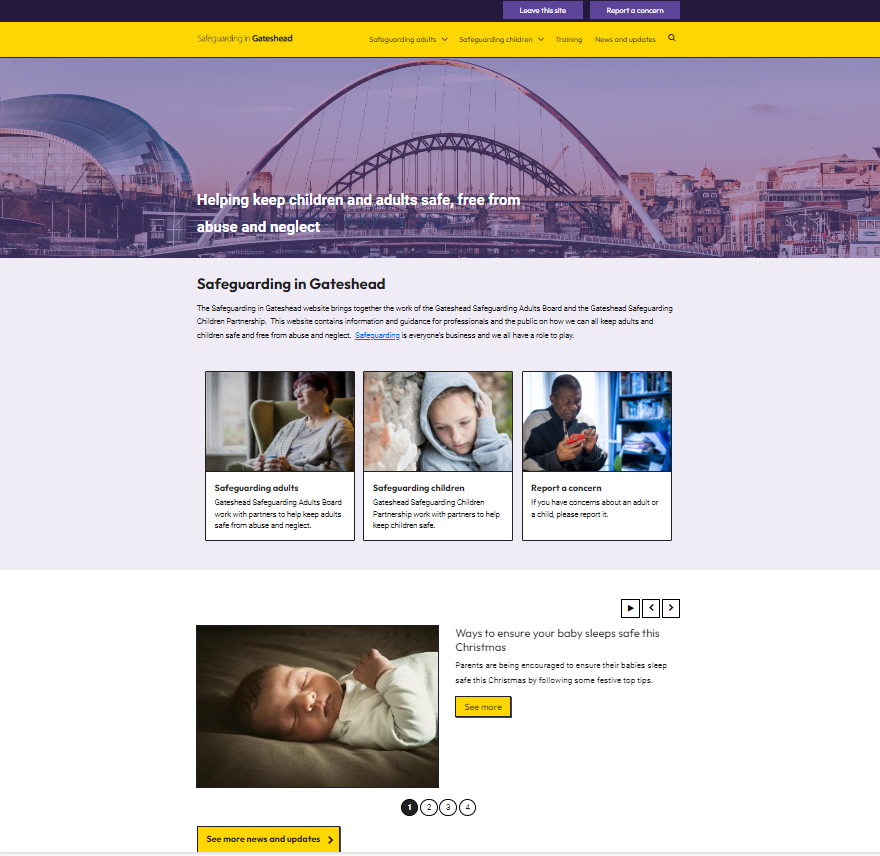 Leave this site
Report a concern
Safeguarding in Gateshead
Safeguarding adults
Safeguarding children
Training
News and updates
Helping keep children and adults safe, free from
abuse and neglect
Safeguarding in Gateshead
The Safeguarding in Gateshead website brings together the work of the Gateshead Safeguarding Adults Board and the Gateshead Safeguarding
Children Partnership.  This website contains information and guidance for professionals and the public on how we can all keep adults and
children safe and free from abuse and neglect.  Safeguarding is everyone's business and we all have a role to play.
Safeguarding adults
Gateshead Safeguarding Adults Board
work with partners to help keep adults
safe from abuse and neglect.
Safeguarding children
Gateshead Safeguarding Children
Partnership work with partners to help
keep children safe.
Report a concern
If you have concerns about an adult or
a child, please report it.
Ways to ensure your baby sleeps safe this
Christmas
Parents are being encouraged to ensure their babies sleep
safe this Christmas by following some festive top tips.
See more
1 2 3 4
See more news and updates